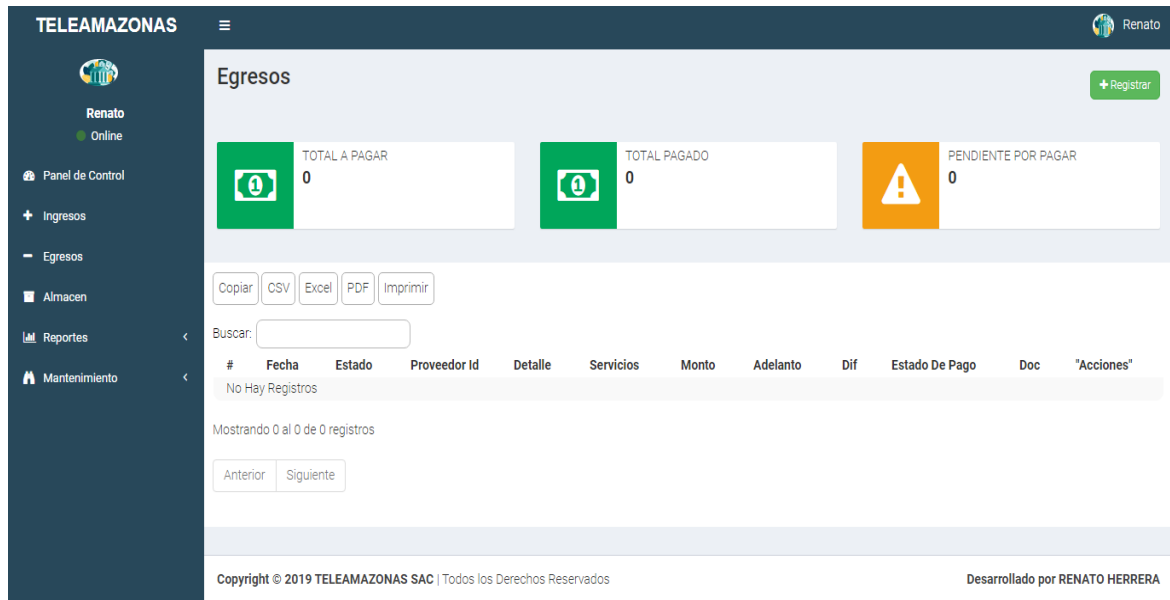 TELEAMAZONAS
Renato
Renato
Online
Panel de Control
Ingresos
Egresos
Almacen
Reportes
Mantenimiento
Egresos
Registrar
TOTAL A PAGAR
0
TOTAL PAGADO
0
PENDIENTE POR PAGAR
0
Copiar CSV Excel PDF Imprimir
Buscar:
# Fecha Estado Proveedor Id Detalle Servicios Monto Adelanto Dif Estado De Pago Doc "Acciones"
No Hay Registros
Mostrando 0 al 0 de 0 registros
Anterior Siguiente
Copyright © 2019 TELEAMAZONAS SAC | Todos los Derechos Reservados
Desarrollado por RENATO HERRERA